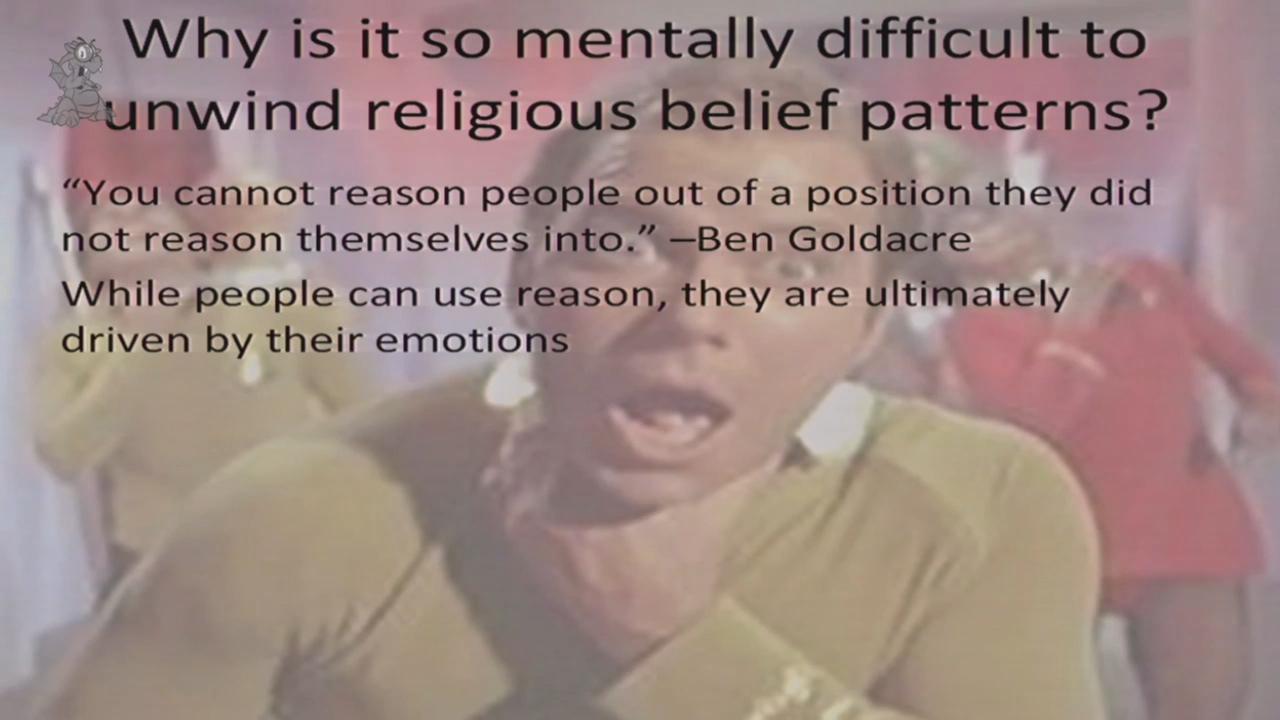 Why is it so mentally difficult to
unwind religious belief patterns?
“You cannot reason people out of a position they did
not reason themselves into.” –Ben Goldacre
While people can use reason, they are ultimately
driven by their emotions